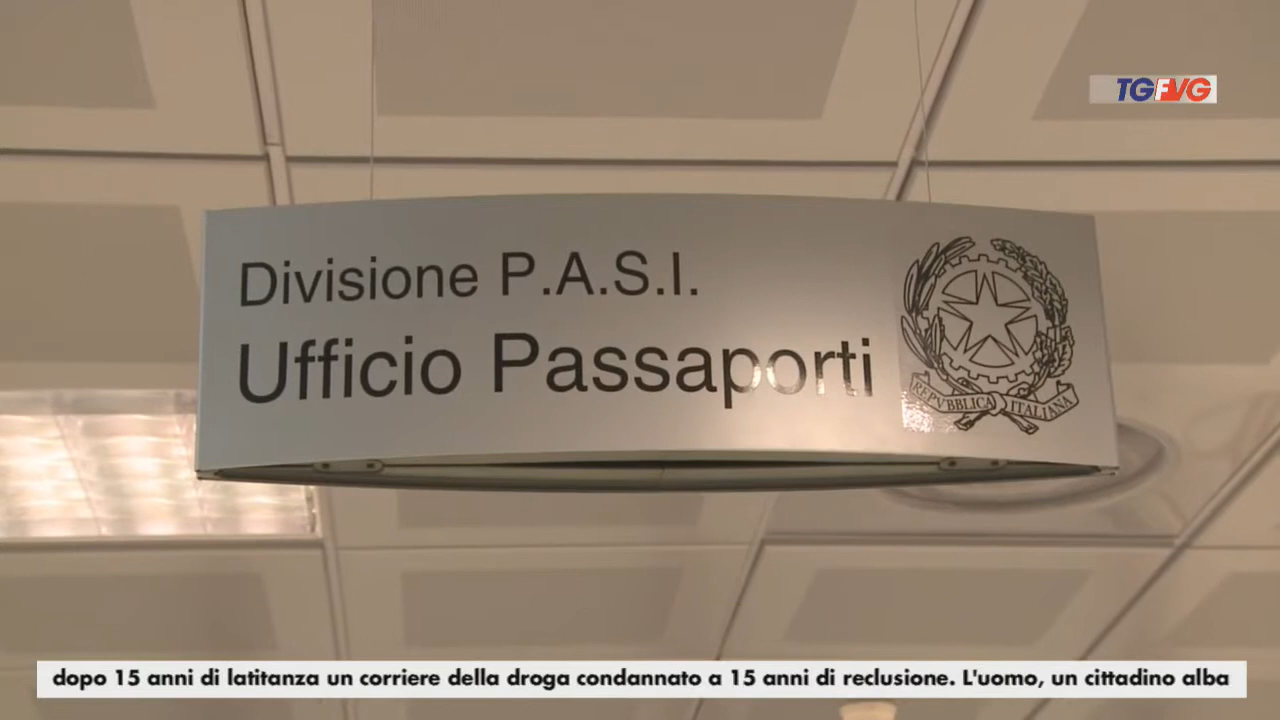 TGFVG
Divisione P.A.S.I.
Ufficio Passaporti
REPVBBLICA ITALIANA
dopo 15 anni di latitanza un corriere della droga condannato a 15 anni di reclusione. L'uomo, un cittadino alba